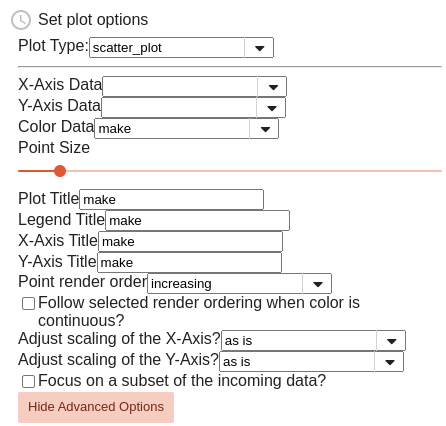 Set plot options
Plot Type: scatter_plot
X-Axis Data
Y-Axis Data
Color Data make
Point Size
Plot Title make
Legend Title make
X-Axis Title make
Y-Axis Title make
Point render order increasing
Follow selected render ordering when color is
continuous?
Adjust scaling of the X-Axis? as is
Adjust scaling of the Y-Axis? as is
Focus on a subset of the incoming data?
Hide Advanced Options